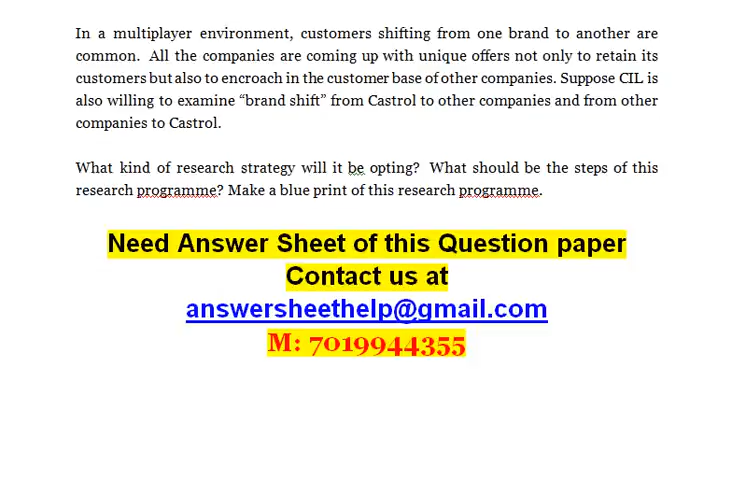 In a multiplayer environment, customers shifting from one brand to another are
common. All the companies are coming up with unique offers not only to retain its
customers but also to encroach in the customer base of other companies. Suppose CIL is
also willing to examine “brand shift” from Castrol to other companies and from other
companies to Castrol.
What kind of research strategy will it be opting? What should be the steps of this
research programme? Make a blue print of this research programme.
Need Answer Sheet of this Question paper
Contact us at
answersheethelp@gmail.com
M: 7019944355